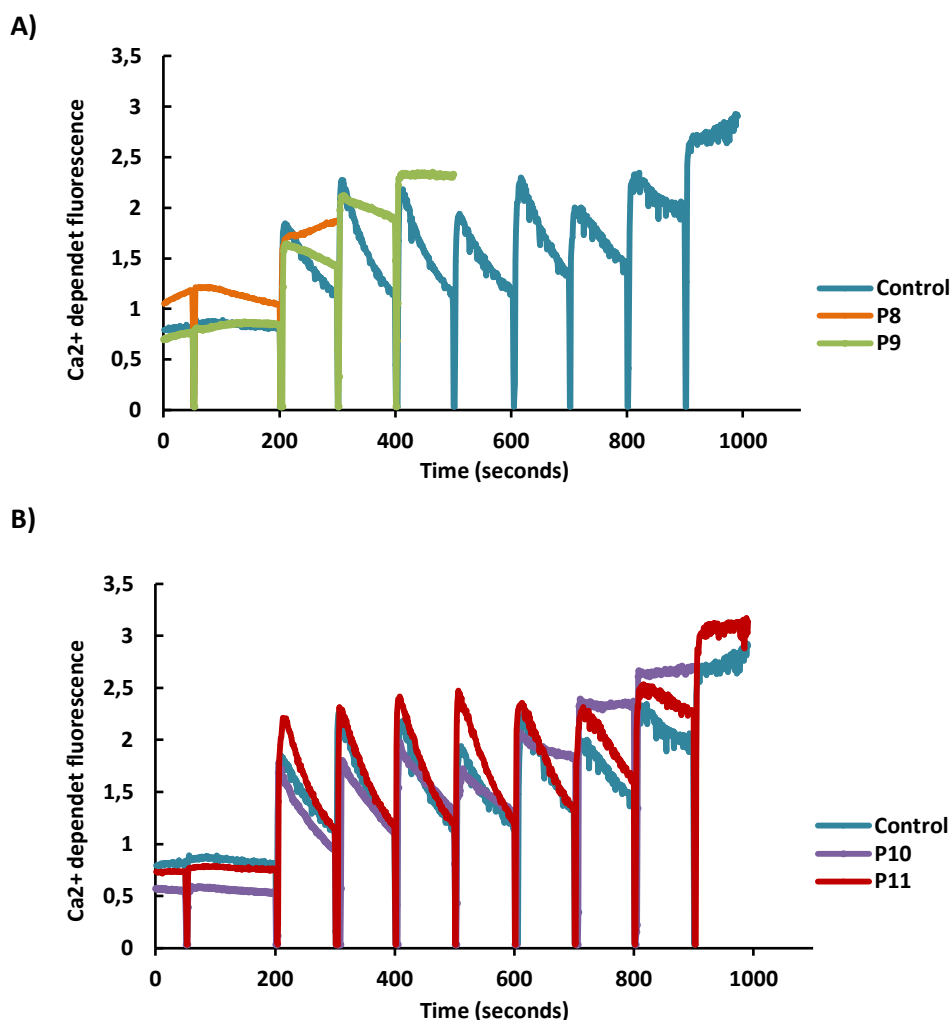 A)
3,5
3
2,5
2
1,5
1
0,5
0
Ca2+ dependet fluorescence
0 200 400 600 800 1000
Time (seconds)
Control
P8
P9
B)
3,5
3
2,5
2
1,5
1
0,5
0
Ca2+ dependet fluorescence
0 200 400 600 800 1000
Time (seconds)
Control
P10
P11